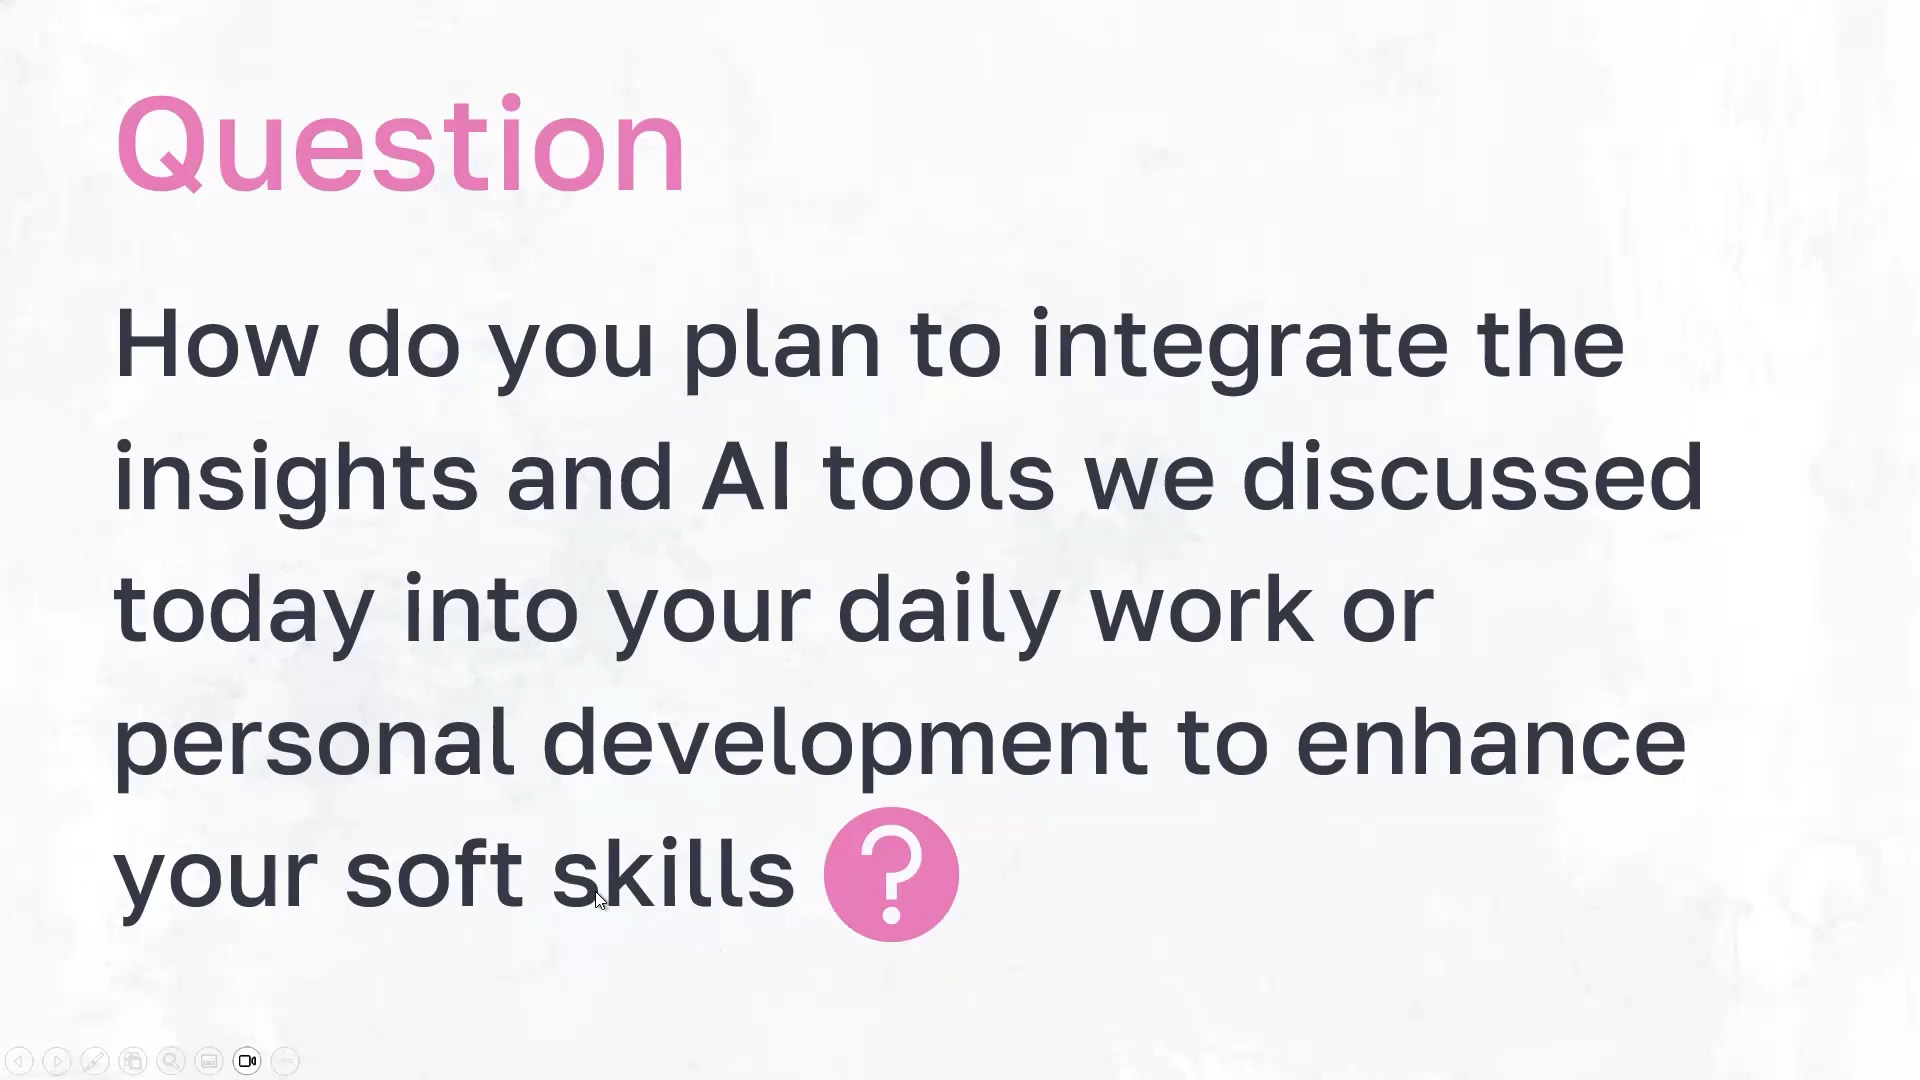 Question
How do you plan to integrate the
insights and AI tools we discussed
today into your daily work or
personal development to enhance
your soft skills ?